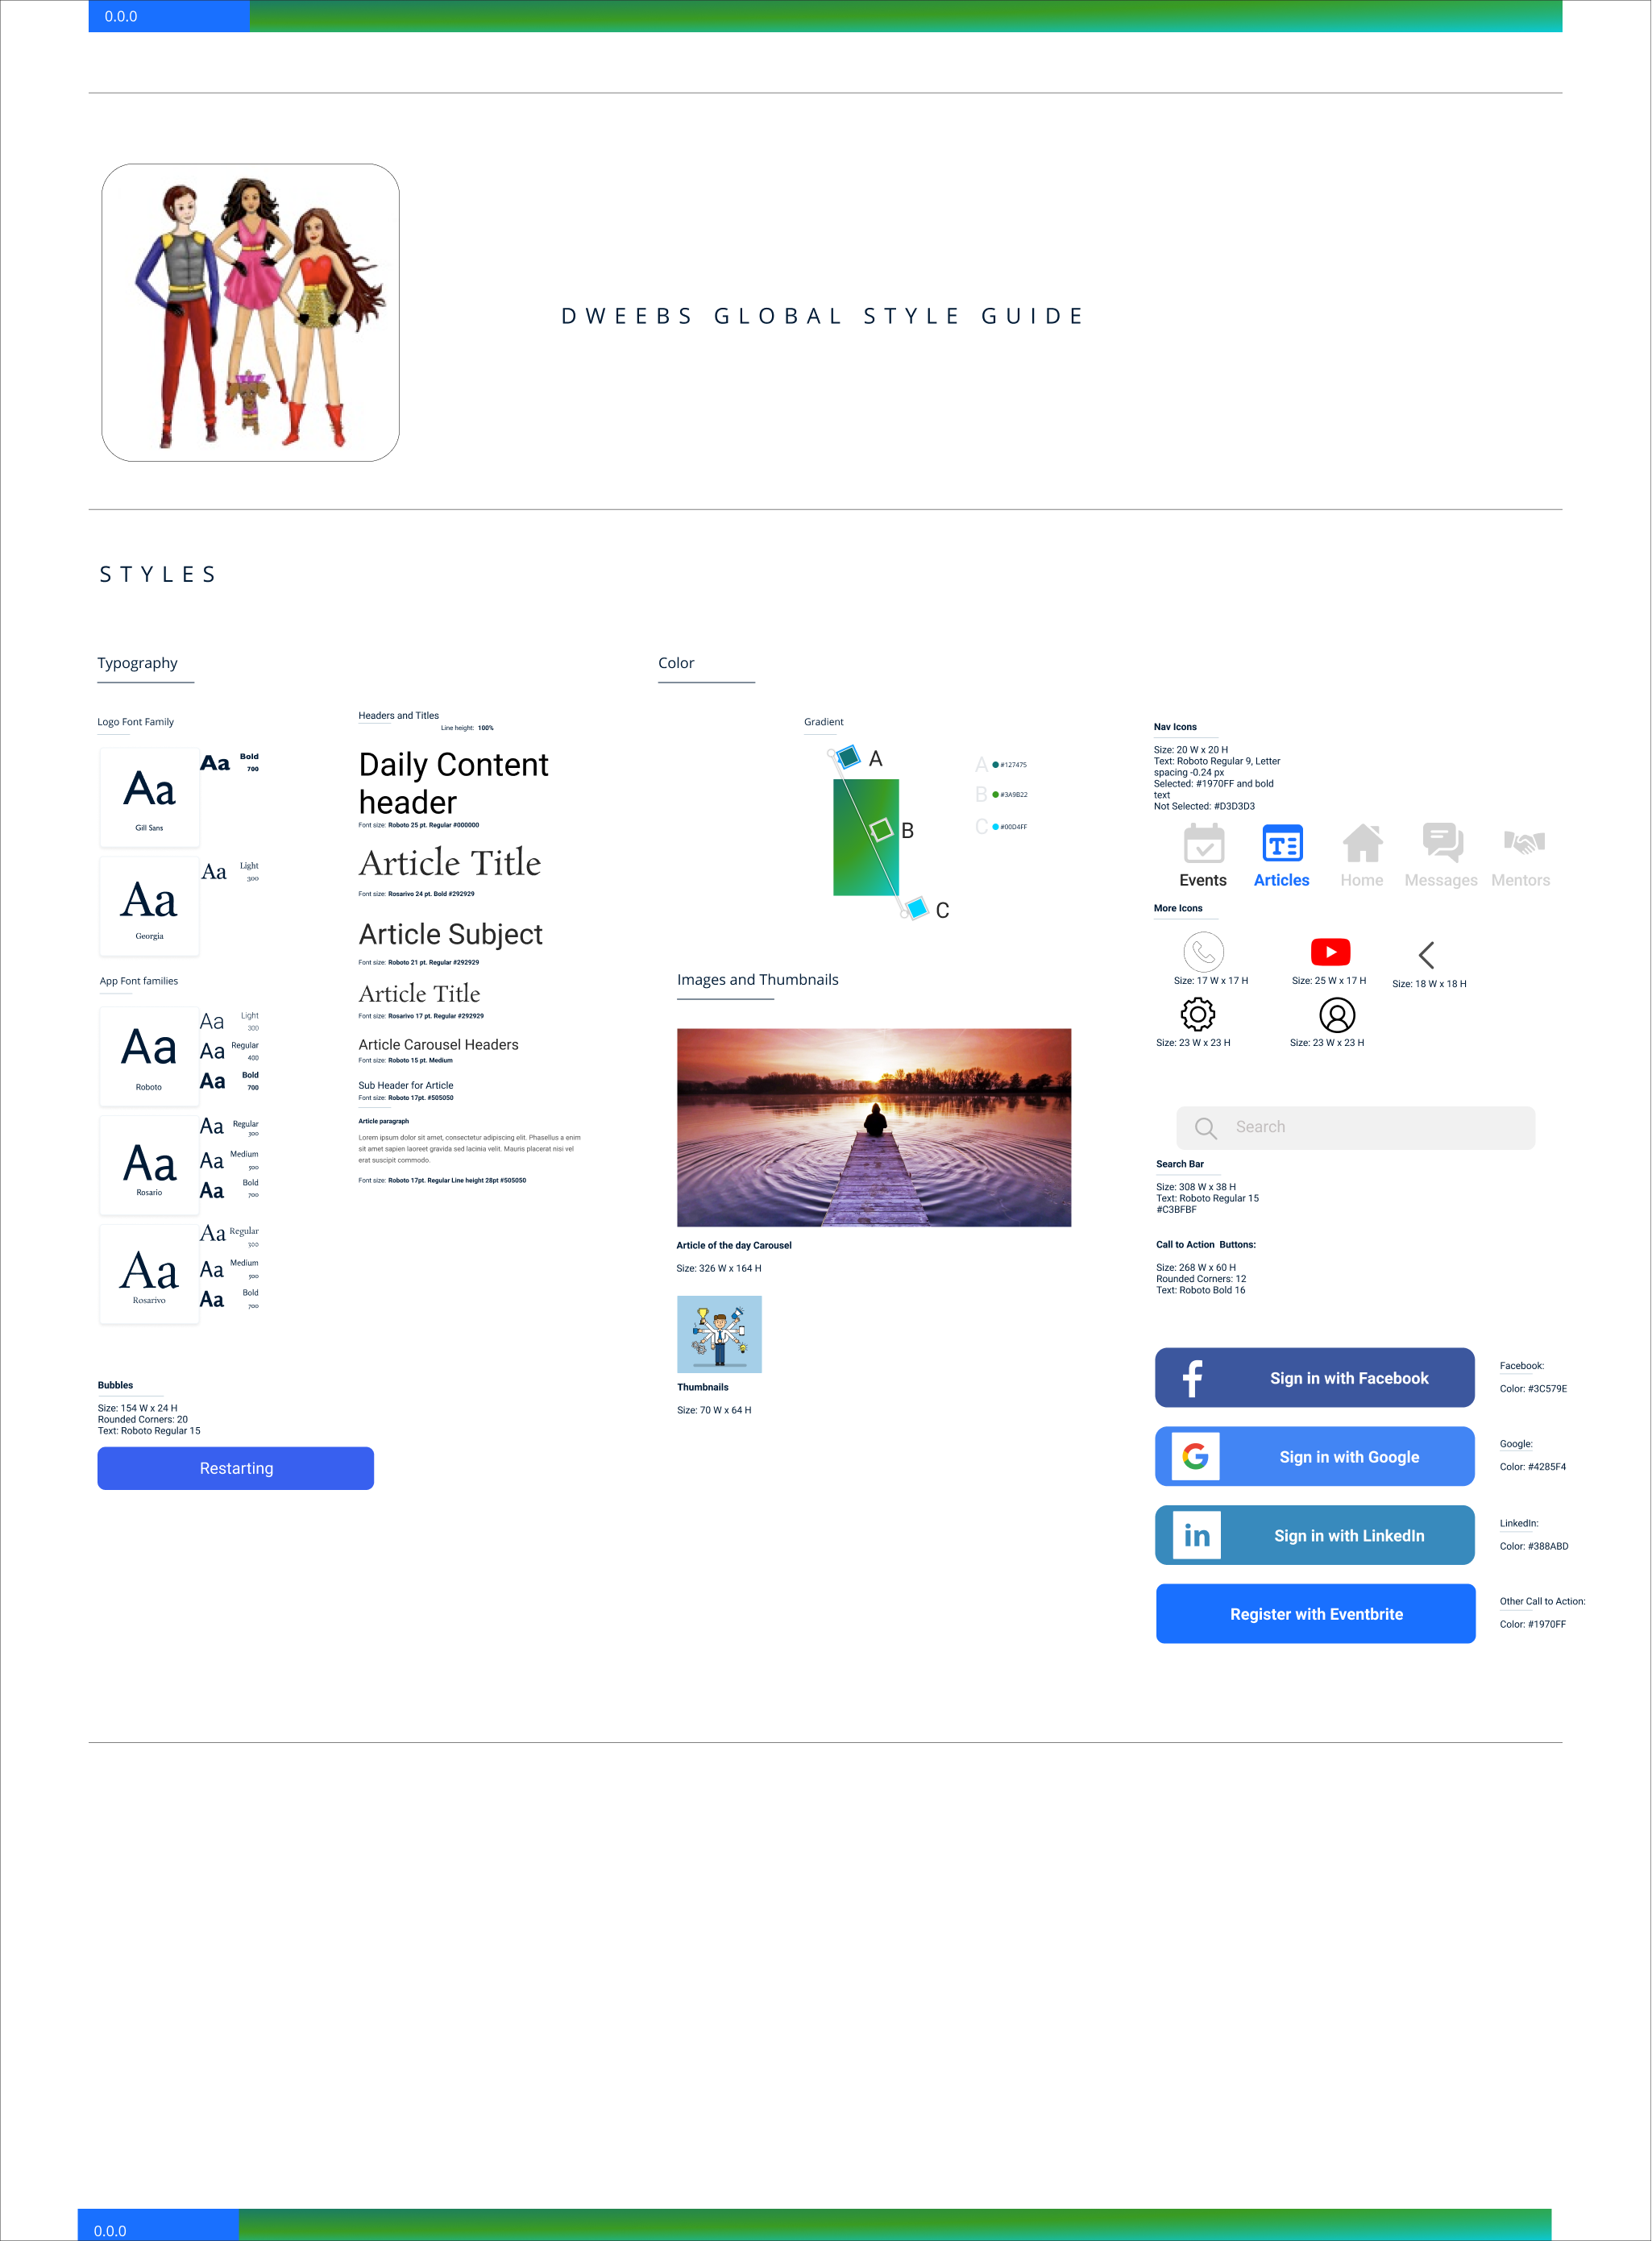 0.0.0
DWEEBS GLOBAL STYLE GUIDE
STYLES
Typography
Logo Font Family
Aa
Gill Sans
Aa Bold
700
Aa
Georgia
Aa Light
300
App Font families
Aa
Roboto
Aa Light
300
Aa Regular
400
Aa Bold
700
Aa
Rosario
Aa Regular
300
Aa Medium
500
Aa Bold
700
Aa
Rosarivo
Aa Regular
300
Aa Medium
500
Aa Bold
700
Bubbles
Size: 154 W x 24 H
Rounded Corners: 20
Text: Roboto Regular 15
Restarting
Headers and Titles
Line height: 100%
Daily Content
header
Font size: Roboto 25 pt. Regular #000000
Article Title
Font size: Rosarivo 24 pt. Bold #292929
Article Subject
Font size: Roboto 21 pt. Regular #292929
Article Title
Font size: Rosarivo 17 pt. Regular #292929
Article Carousel Headers
Font size: Roboto 15 pt. Medium
Sub Header for Article
Font size: Roboto 17pt. #505050
Article paragraph
Lorem ipsum dolor sit amet, consectetur adipiscing elit. Phasellus a enim
sit amet sapien laoreet gravida sed lacinia velit. Mauris placerat nisi vel
erat suscipit commodo.
Font size: Roboto 17pt. Regular Line height 28pt #505050
Color
Gradient
A
B
C
A #127475
B #3A9B22
C #00D4FF
Images and Thumbnails
Article of the day Carousel
Size: 326 W x 164 H
Thumbnails
Size: 70 W x 64 H
Nav Icons
Size: 20 W x 20 H
Text: Roboto Regular 9, Letter
spacing -0.24 px
Selected: #1970FF and bold
text
Not Selected: #D3D3D3
Events Articles Home Messages Mentors
More Icons
Size: 17 W x 17 H
Size: 25 W x 17 H
Size: 18 W x 18 H
Size: 23 W x 23 H
Size: 23 W x 23 H
Search
Search Bar
Size: 308 W x 38 H
Text: Roboto Regular 15
#C3BFBF
Call to Action  Buttons:
Size: 268 W x 60 H
Rounded Corners: 12
Text: Roboto Bold 16
f Sign in with Facebook
Facebook:
Color: #3C579E
G Sign in with Google
Google:
Color: #4285F4
in Sign in with LinkedIn
LinkedIn:
Color: #388ABD
Register with Eventbrite
Other Call to Action:
Color: #1970FF
0.0.0